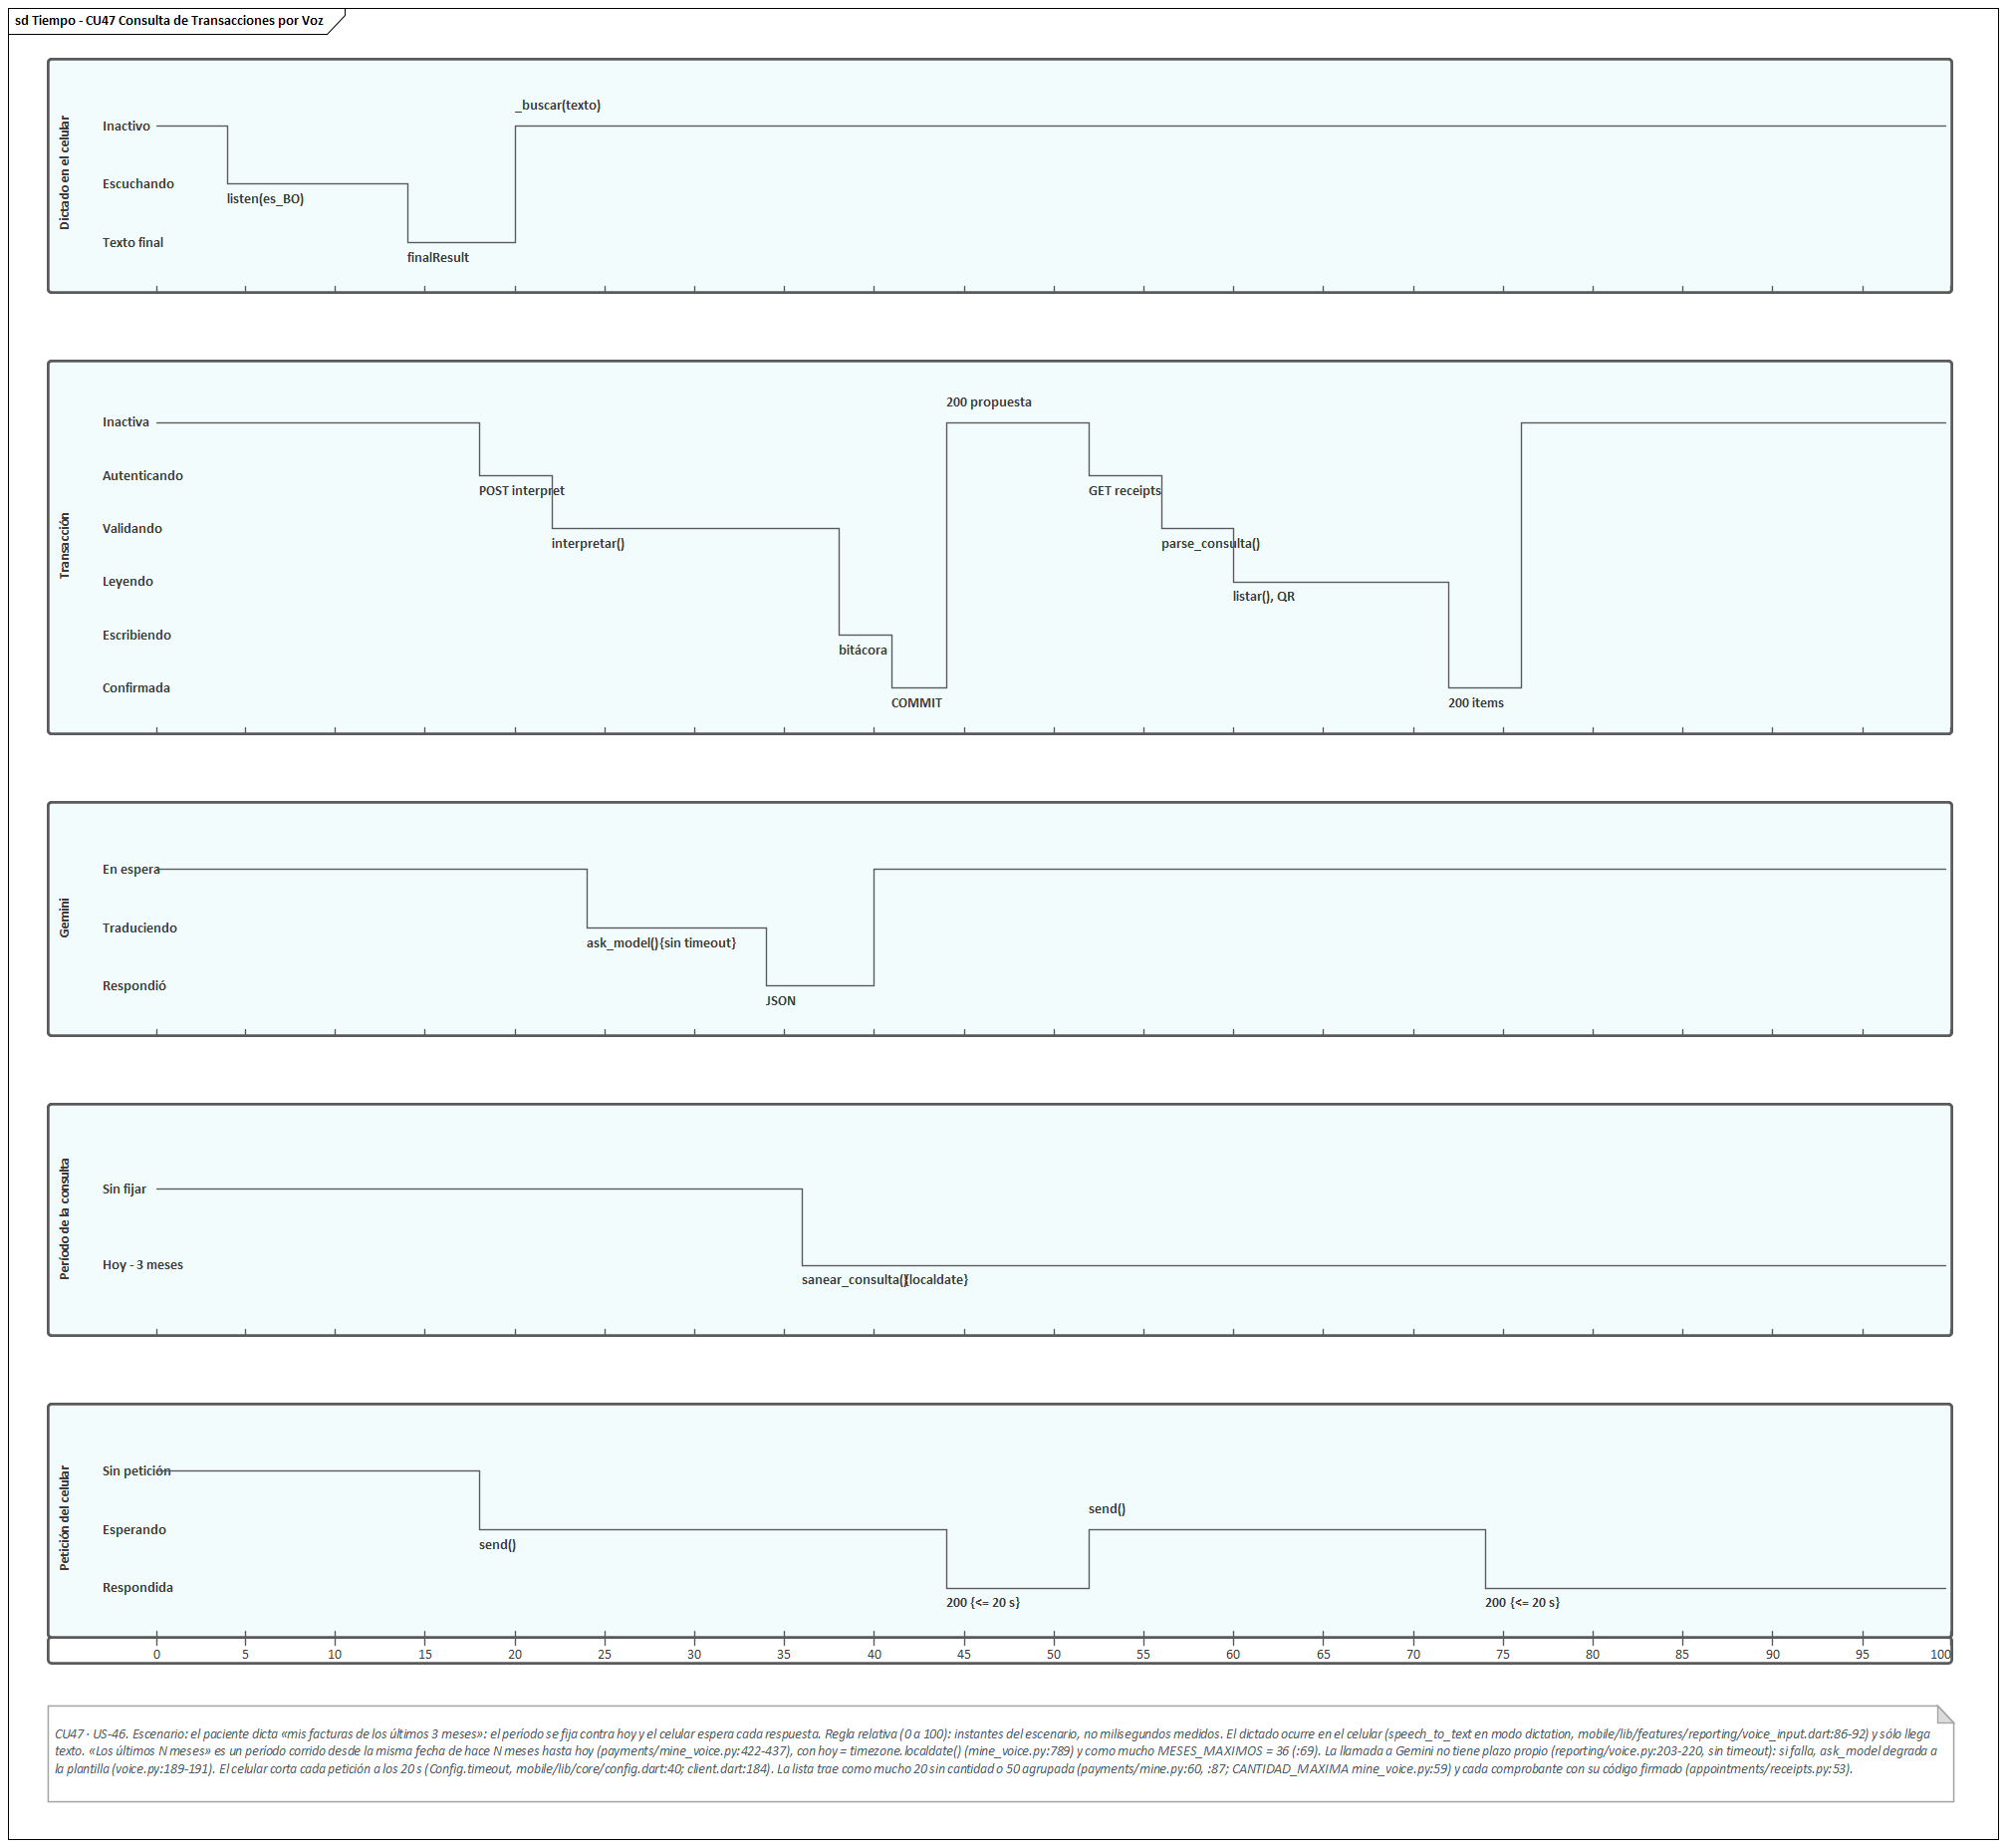 sd Tiempo - CU47 Consulta de Transacciones por Voz
Dictado en el celular
_buscar(texto)
Inactivo
Escuchando
listen(es_BO)
Texto final
finalResult
Transacción
200 propuesta
Inactiva
Autenticando
POST interpret
GET receipts
Validando
interpretar()
parse_consulta()
Leyendo
listar(), QR
Escribiendo
bitácora
Confirmada
COMMIT
200 items
Gemini
En espera
Traduciendo
ask_model(){sin timeout}
Respondió
JSON
Período de la consulta
Sin fijar
Hoy - 3 meses
sanear_consulta(){localdate}
Petición del celular
Sin petición
send()
Esperando
send()
Respondida
200 {<= 20 s}
200 {<= 20 s}
0 5 10 15 20 25 30 35 40 45 50 55 60 65 70 75 80 85 90 95 100
CU47 · US-46. Escenario: el paciente dicta «mis facturas de los últimos 3 meses»: el período se fija contra hoy y el celular espera cada respuesta. Regla relativa (0 a 100): instantes del escenario, no milisegundos medidos. El dictado ocurre en el celular (speech_to_text en modo dictation, mobile/lib/features/reporting/voice_input.dart:86-92) y sólo llega
texto. «Los últimos N meses» es un período corrido desde la misma fecha de hace N meses hasta hoy (payments/mine_voice.py:422-437), con hoy = timezone.localdate() (mine_voice.py:789) y como mucho MESES_MAXIMOS = 36 (:69). La llamada a Gemini no tiene plazo propio (reporting/voice.py:203-220, sin timeout): si falla, ask_model degrada a
la plantilla (voice.py:189-191). El celular corta cada petición a los 20 s (Config.timeout, mobile/lib/core/config.dart:40; client.dart:184). La lista trae como mucho 20 sin cantidad o 50 agrupada (payments/mine.py:60, :87; CANTIDAD_MAXIMA mine_voice.py:59) y cada comprobante con su código firmado (appointments/receipts.py:53).